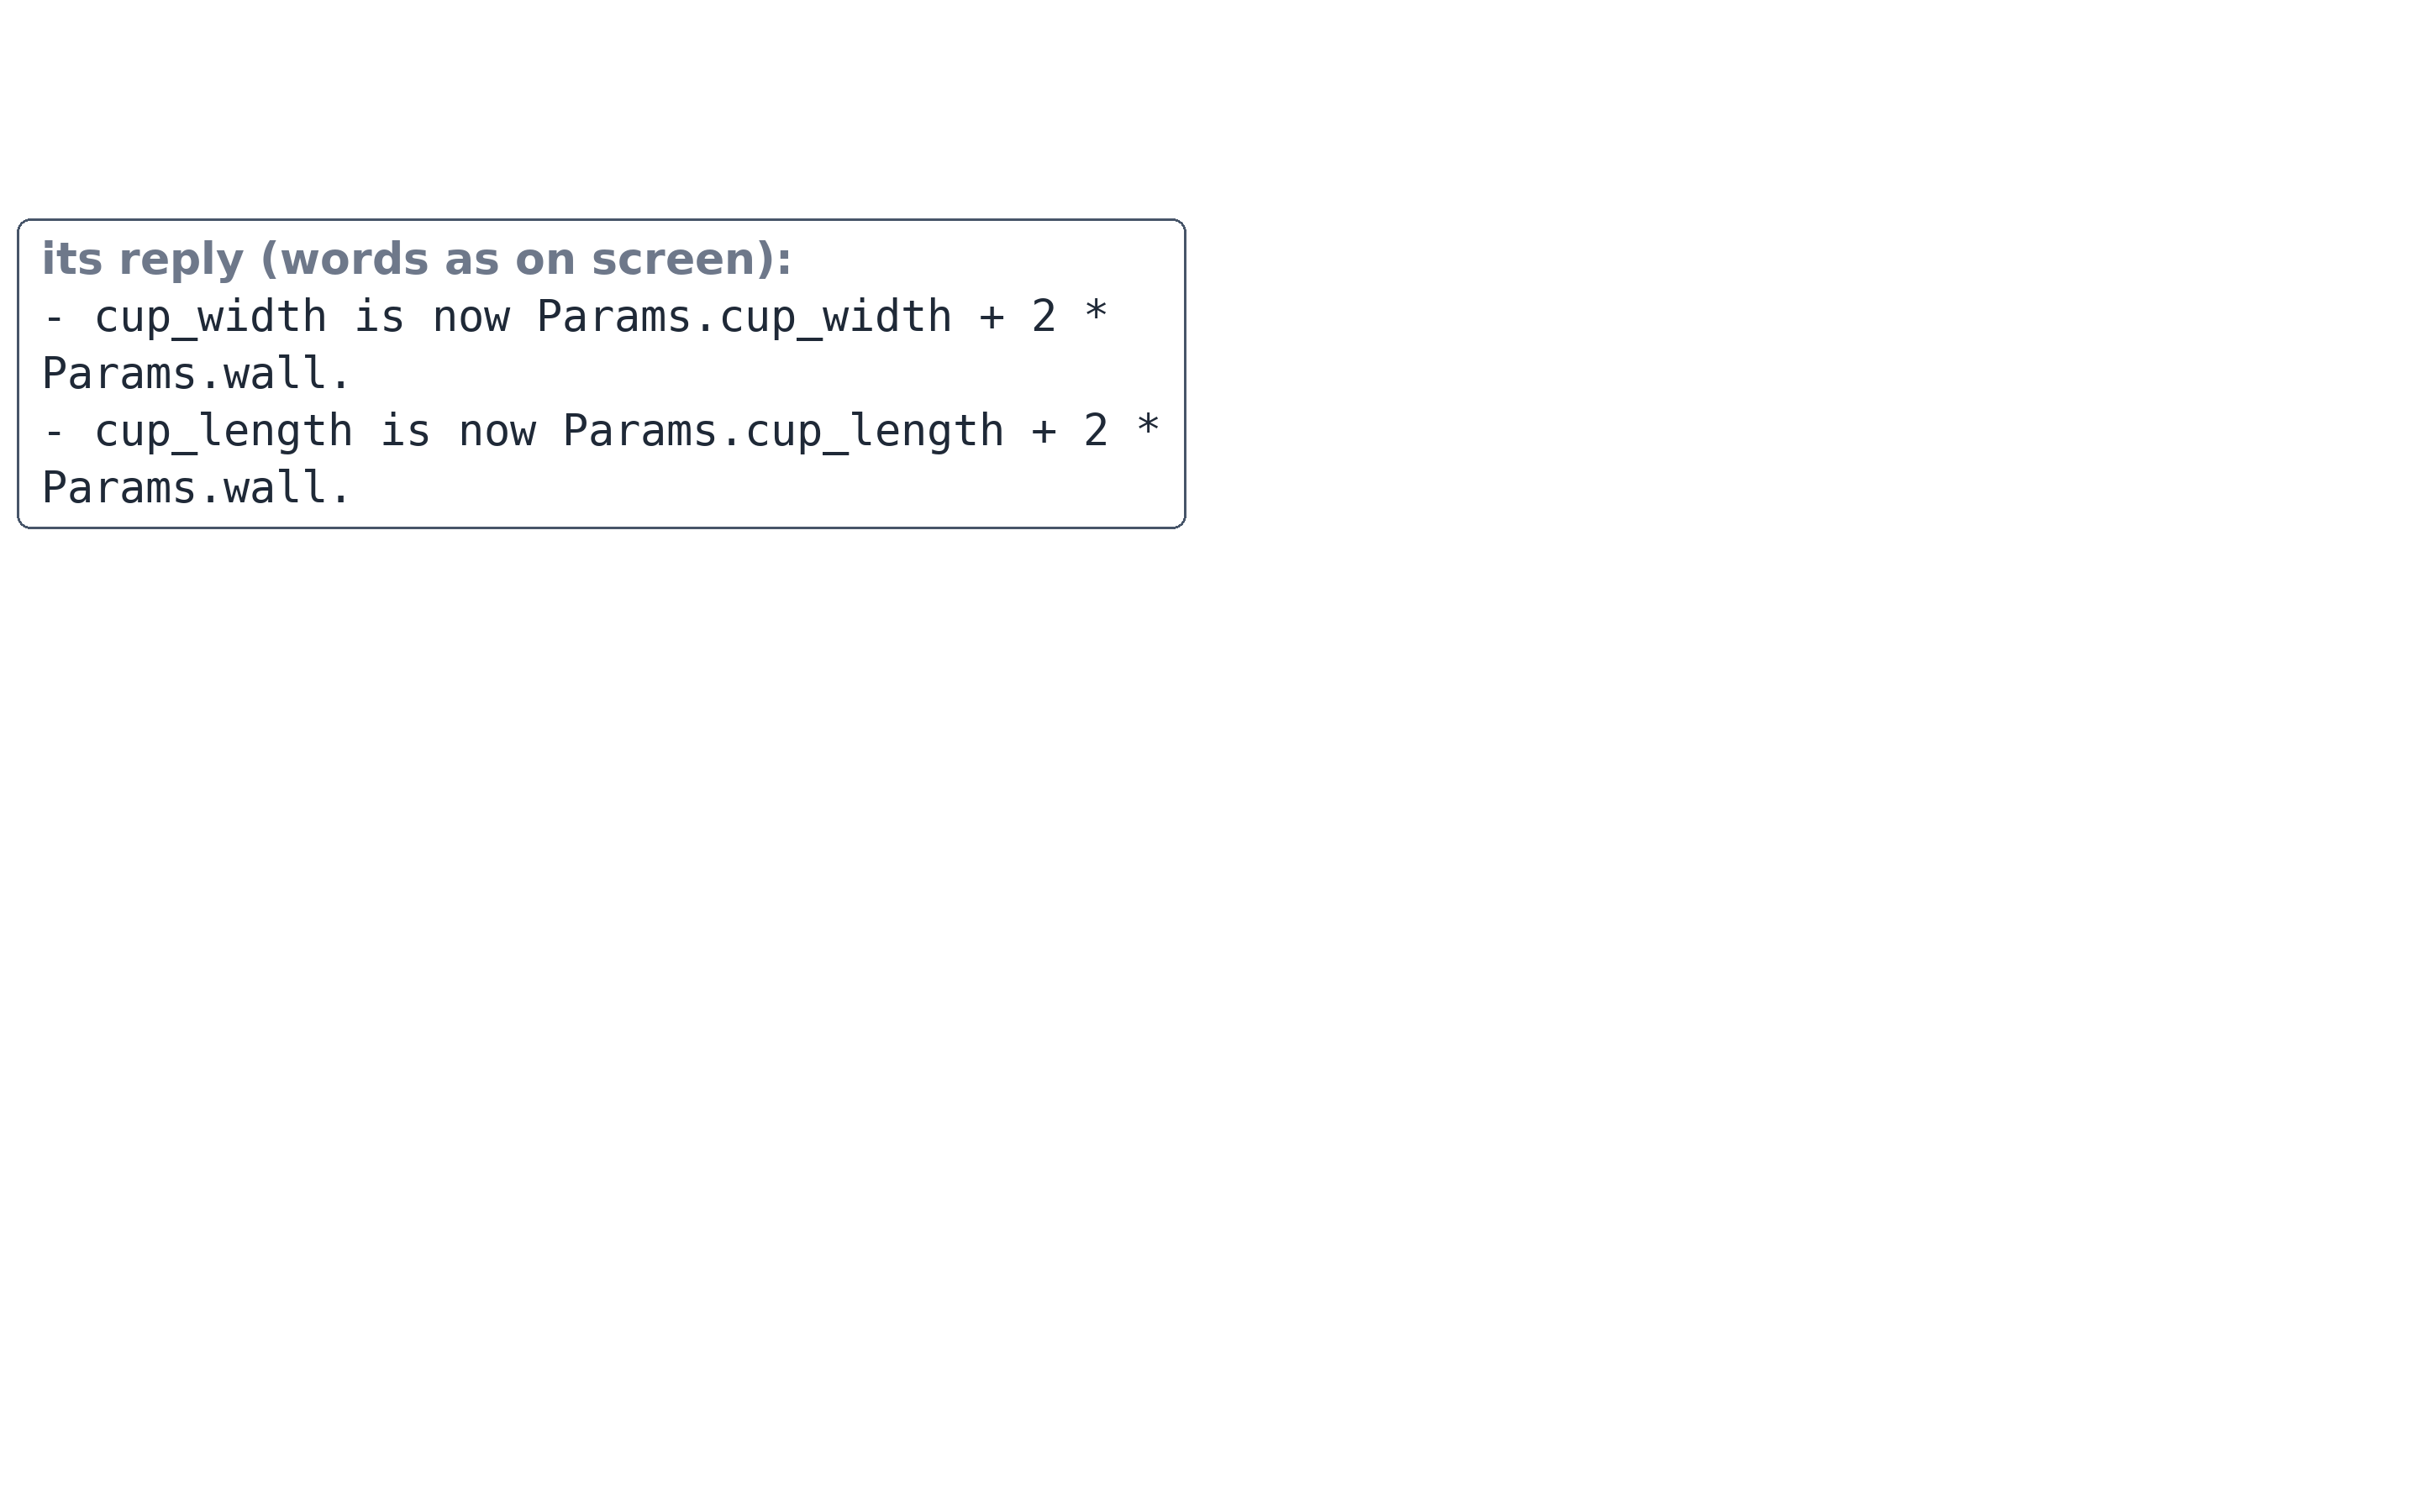 its reply (words as on screen):
- cup_width is now Params.cup_width + 2 *
Params.wall.
- cup_length is now Params.cup_length + 2 *
Params.wall.